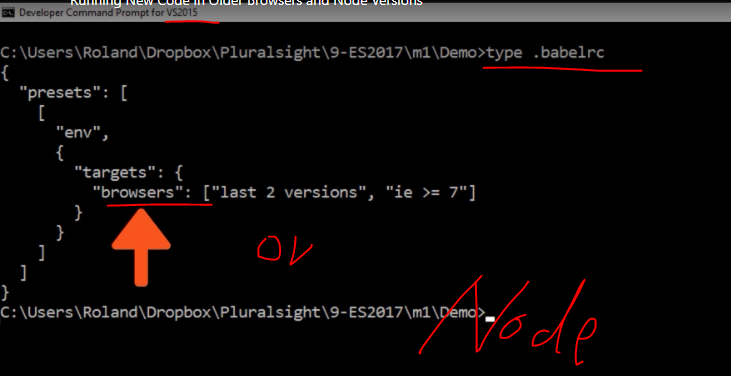 Running New Code in Older Browsers and Node Versions
Developer Command Prompt for VS2015
C:\Users\Roland\Dropbox\Pluralsight\9-ES2017\m1\Demo>type .babelrc
{
  "presets": [
    [
      "env",
      {
        "targets": {
          "browsers": ["last 2 versions", "ie >= 7"]
        }
      }
    ]
  ]
}
or
C:\Users\Roland\Dropbox\Pluralsight\9-ES2017\m1\Demo>
Node